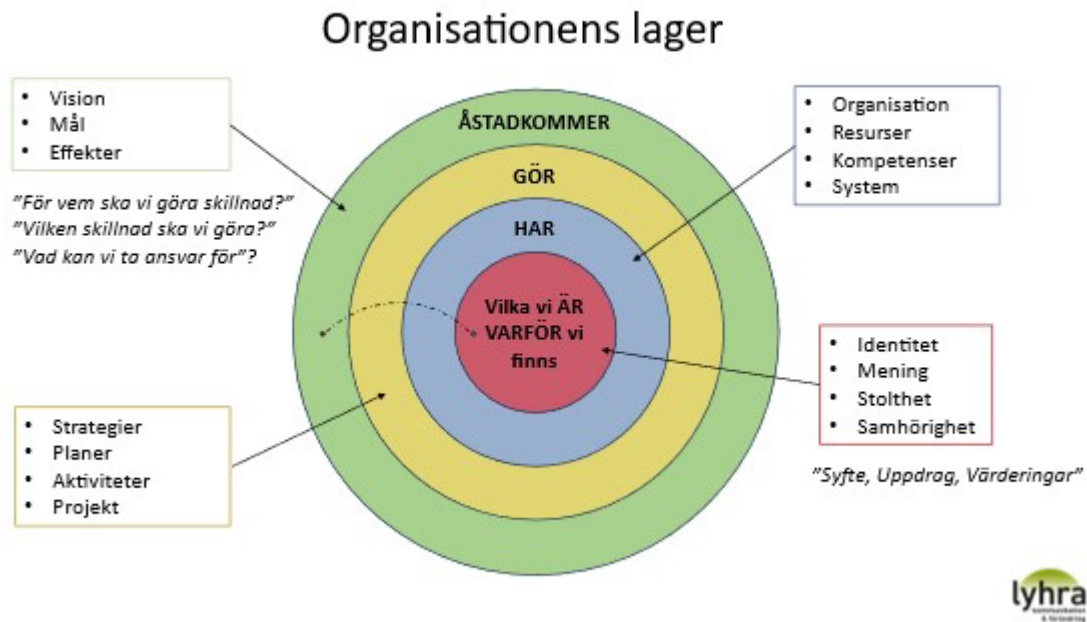 Organisationens lager
• Vision
• Mål
• Effekter
”För vem ska vi göra skillnad?”
”Vilken skillnad ska vi göra?”
”Vad kan vi ta ansvar för”?
ÅSTADKOMMER
GÖR
HAR
Vilka vi ÄR
VARFÖR vi
finns
• Organisation
• Resurser
• Kompetenser
• System
• Identitet
• Mening
• Stolthet
• Samhörighet
”Syfte, Uppdrag, Värderingar”
• Strategier
• Planer
• Aktiviteter
• Projekt
lyhra
kommunikation
& förändring